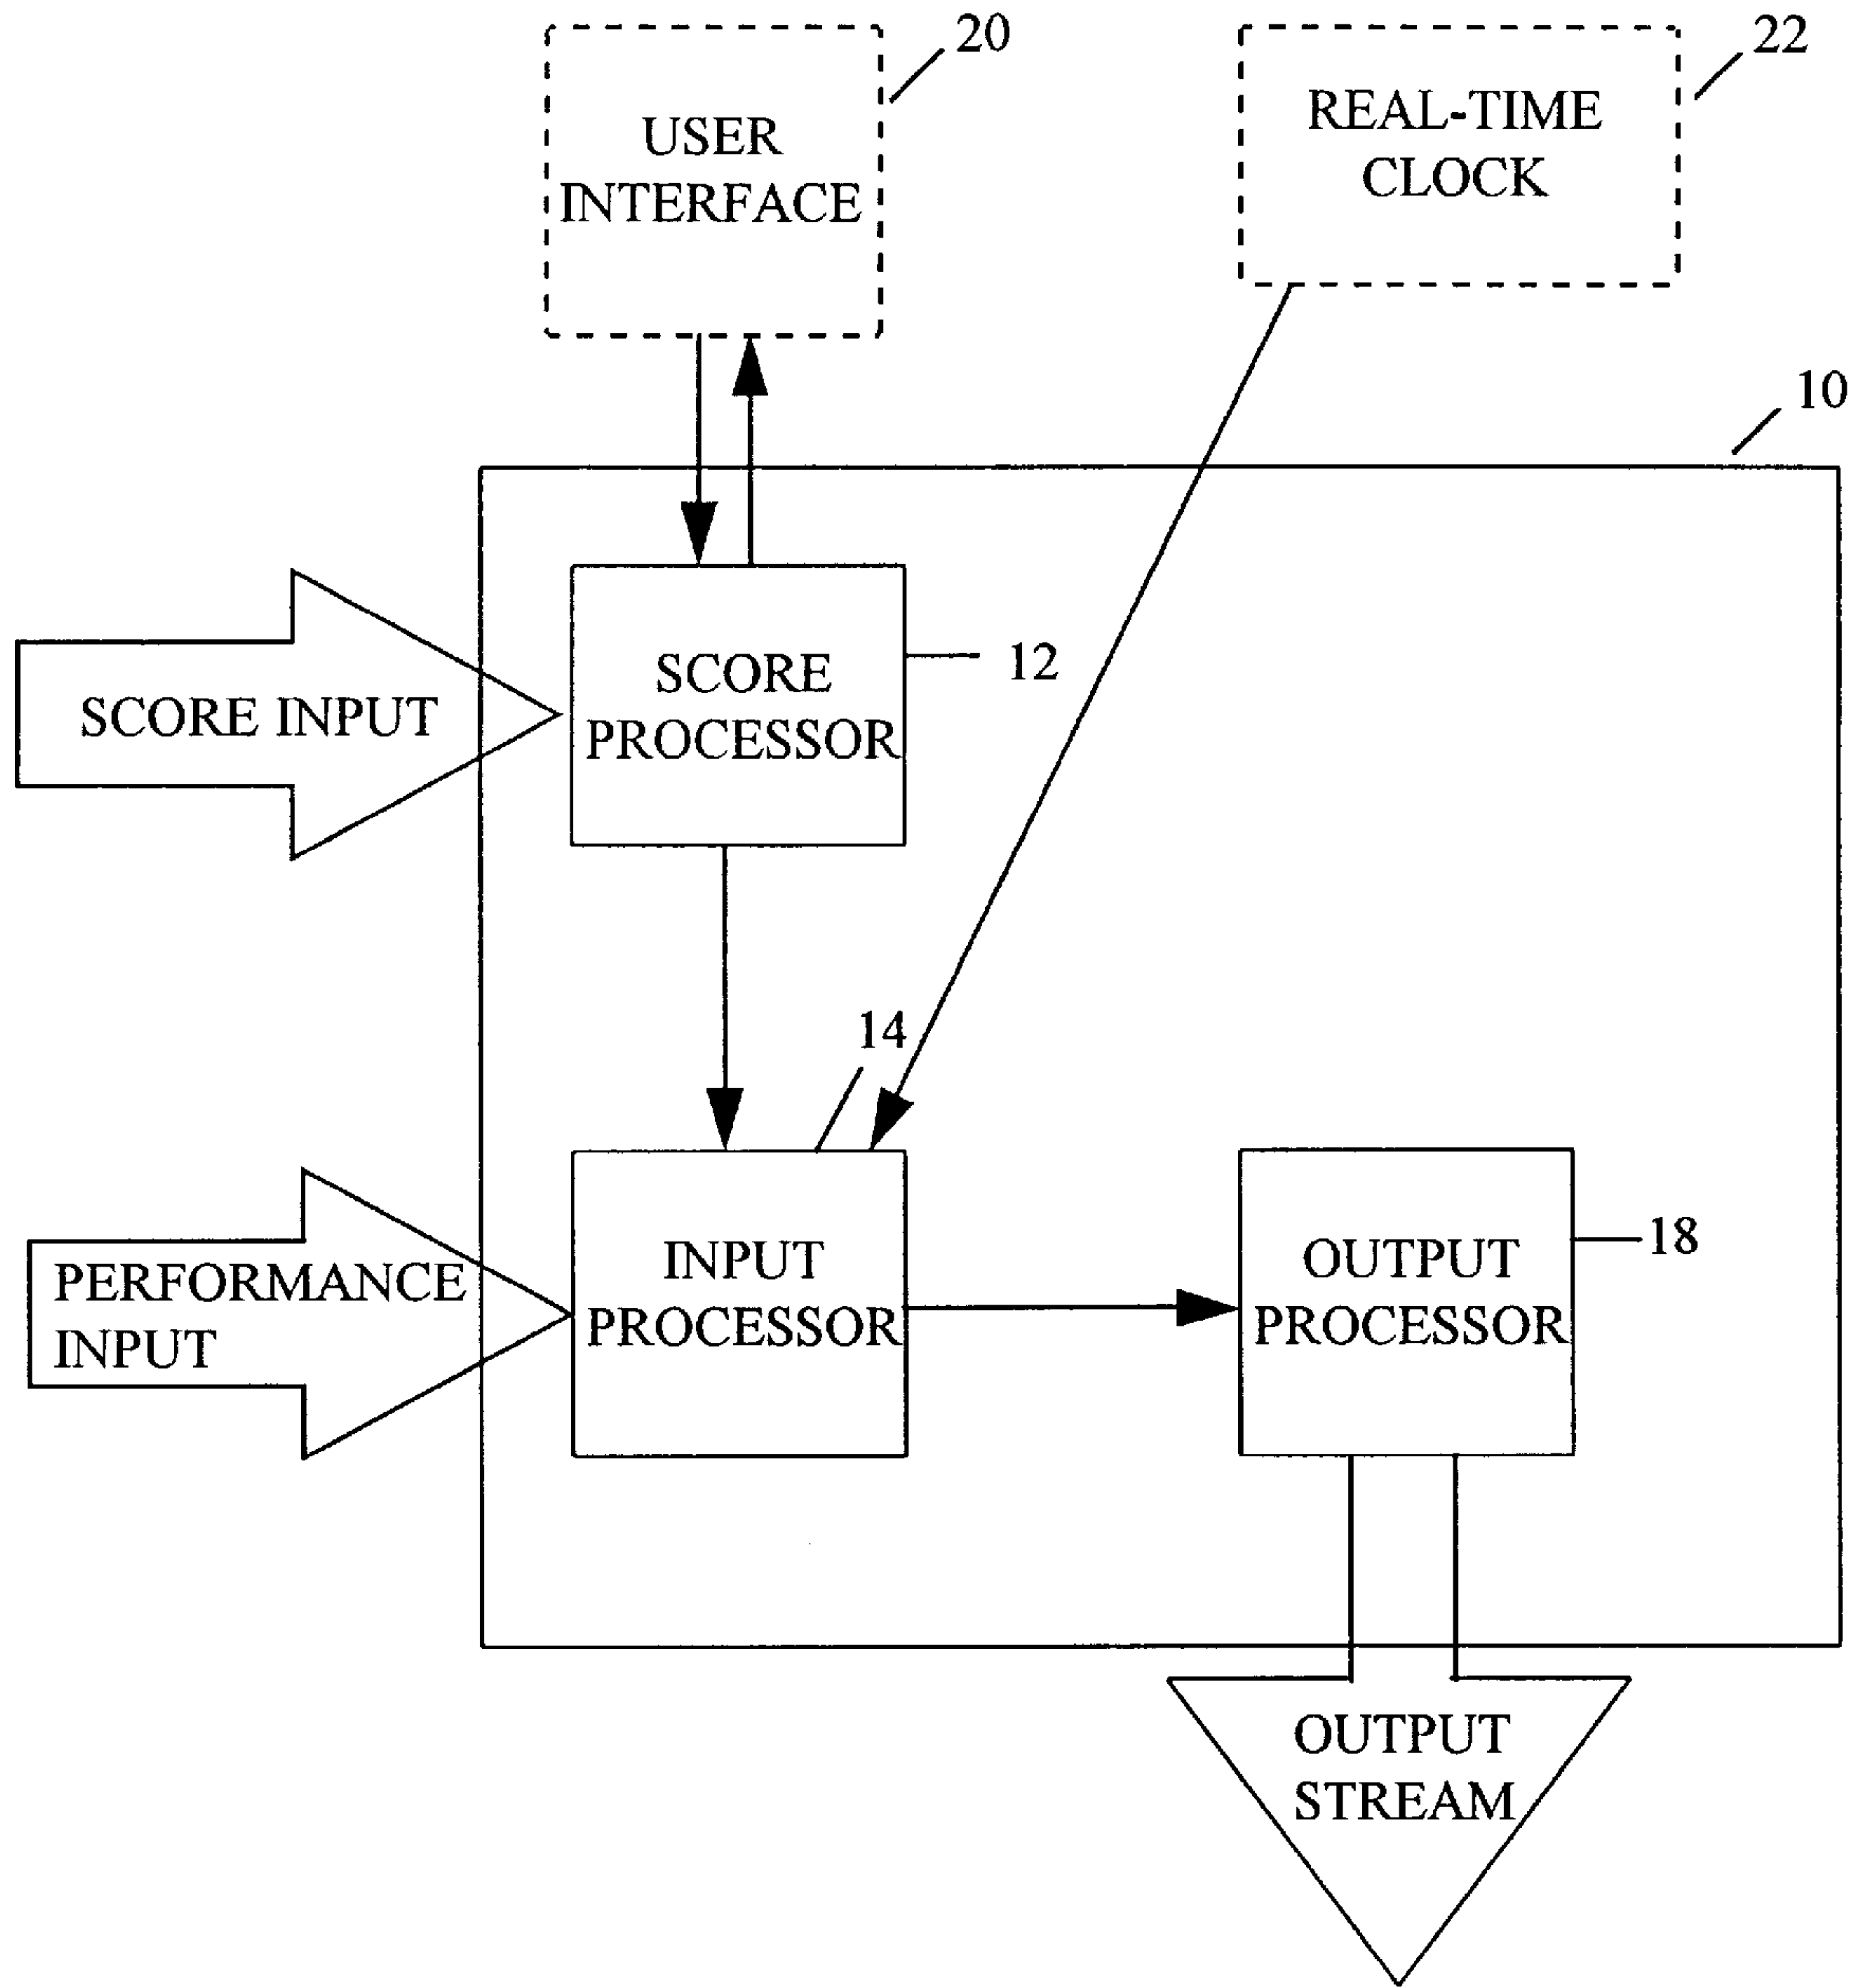 20
22
USER
INTERFACE
REAL-TIME
CLOCK
10
SCORE INPUT
SCORE
PROCESSOR
12
14
PERFORMANCE
INPUT
INPUT
PROCESSOR
OUTPUT
PROCESSOR
18
OUTPUT
STREAM